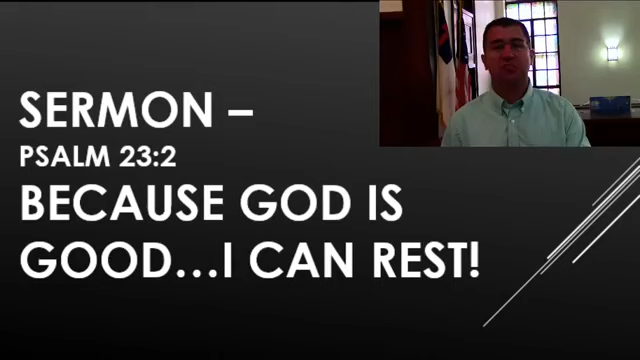 SERMON –
PSALM 23:2
BECAUSE GOD IS
GOOD...I CAN REST!